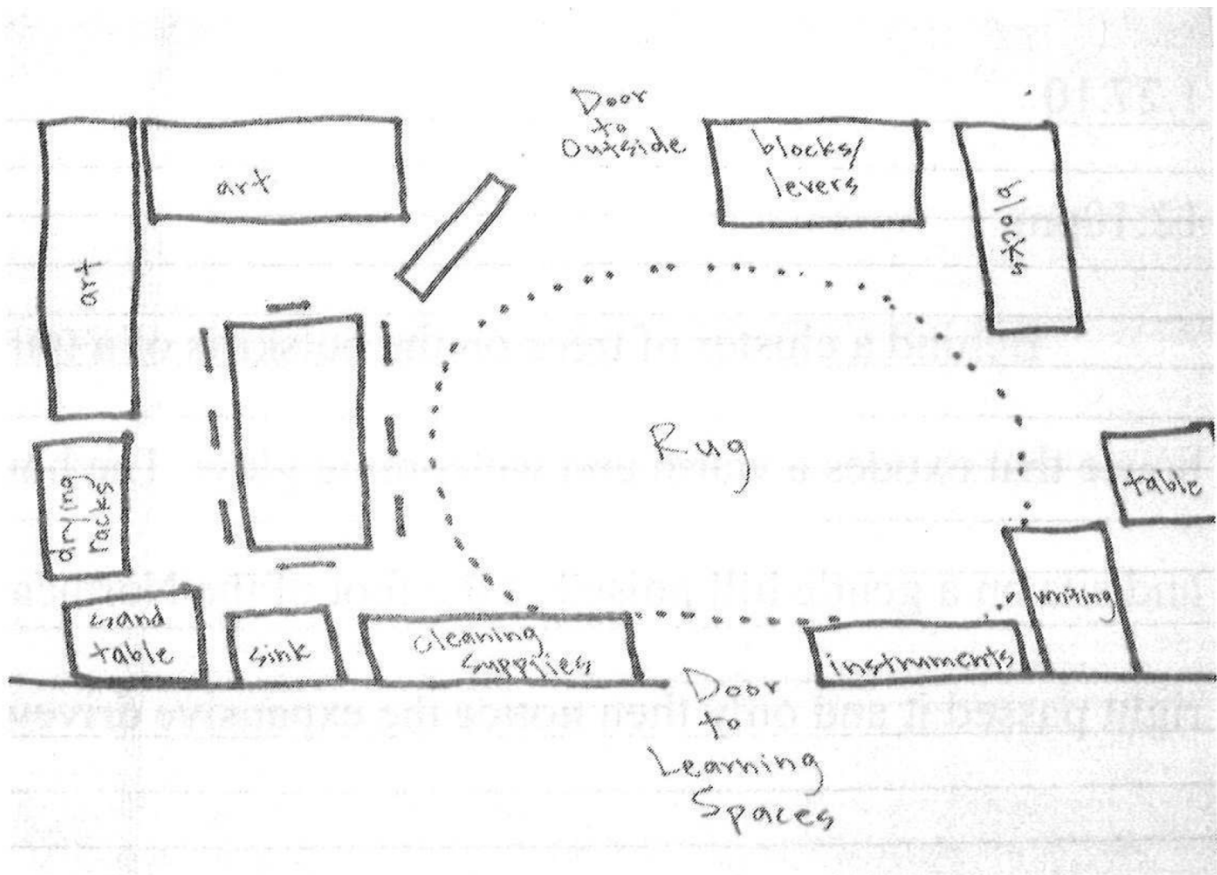 Door
to
Outside
blocks/
levers
blocks
art
art
Rug
table
drying
racks
writing
sand
table
sink
cleaning
supplies
instruments
Door
to
Learning
Spaces